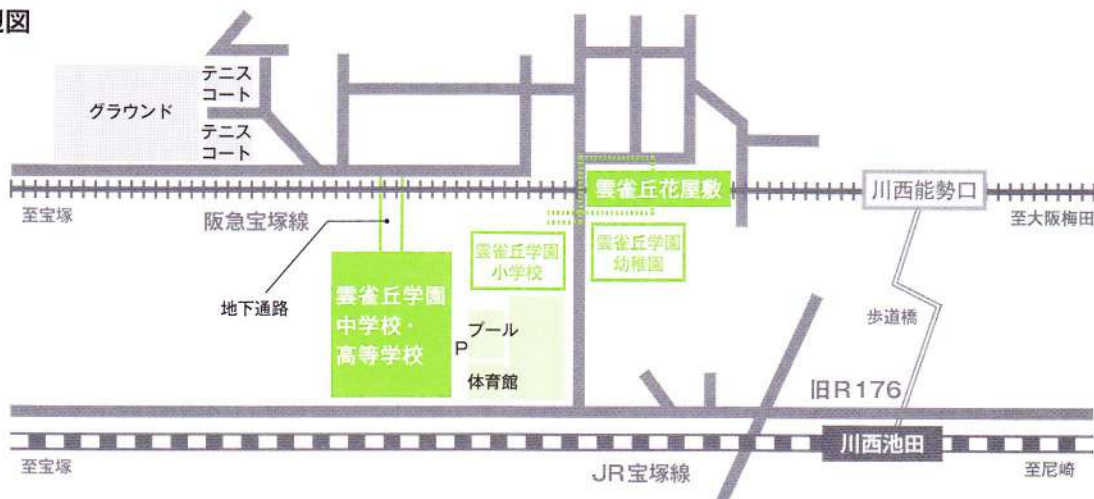 辺図
テニス
コート
グラウンド
テニス
コート
雲雀丘花屋敷
川西能勢口
至宝塚
阪急宝塚線
至大阪梅田
雲雀丘学園
小学校
雲雀丘学園
幼稚園
地下通路
雲雀丘学園
中学校・
高等学校
プール
P
体育館
歩道橋
旧R176
川西池田
至宝塚
JR宝塚線
至尼崎